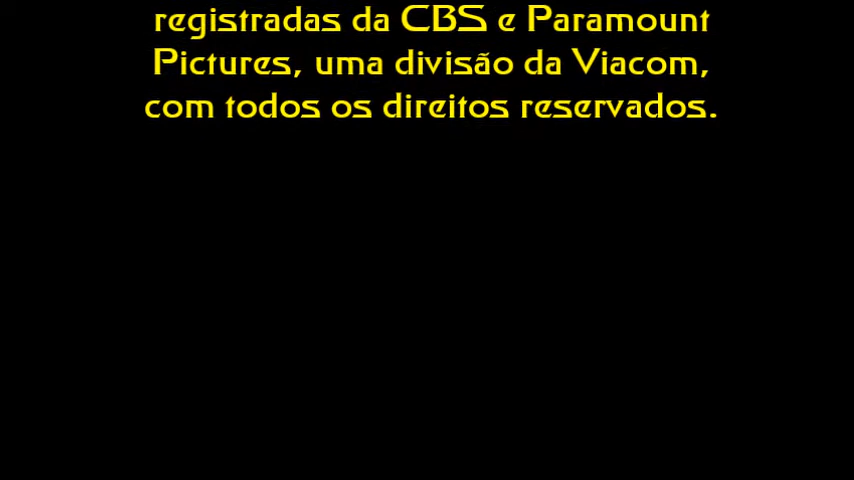 registradas da CBS e Paramount
Pictures, uma divisão da Viacom,
com todos os direitos reservados.